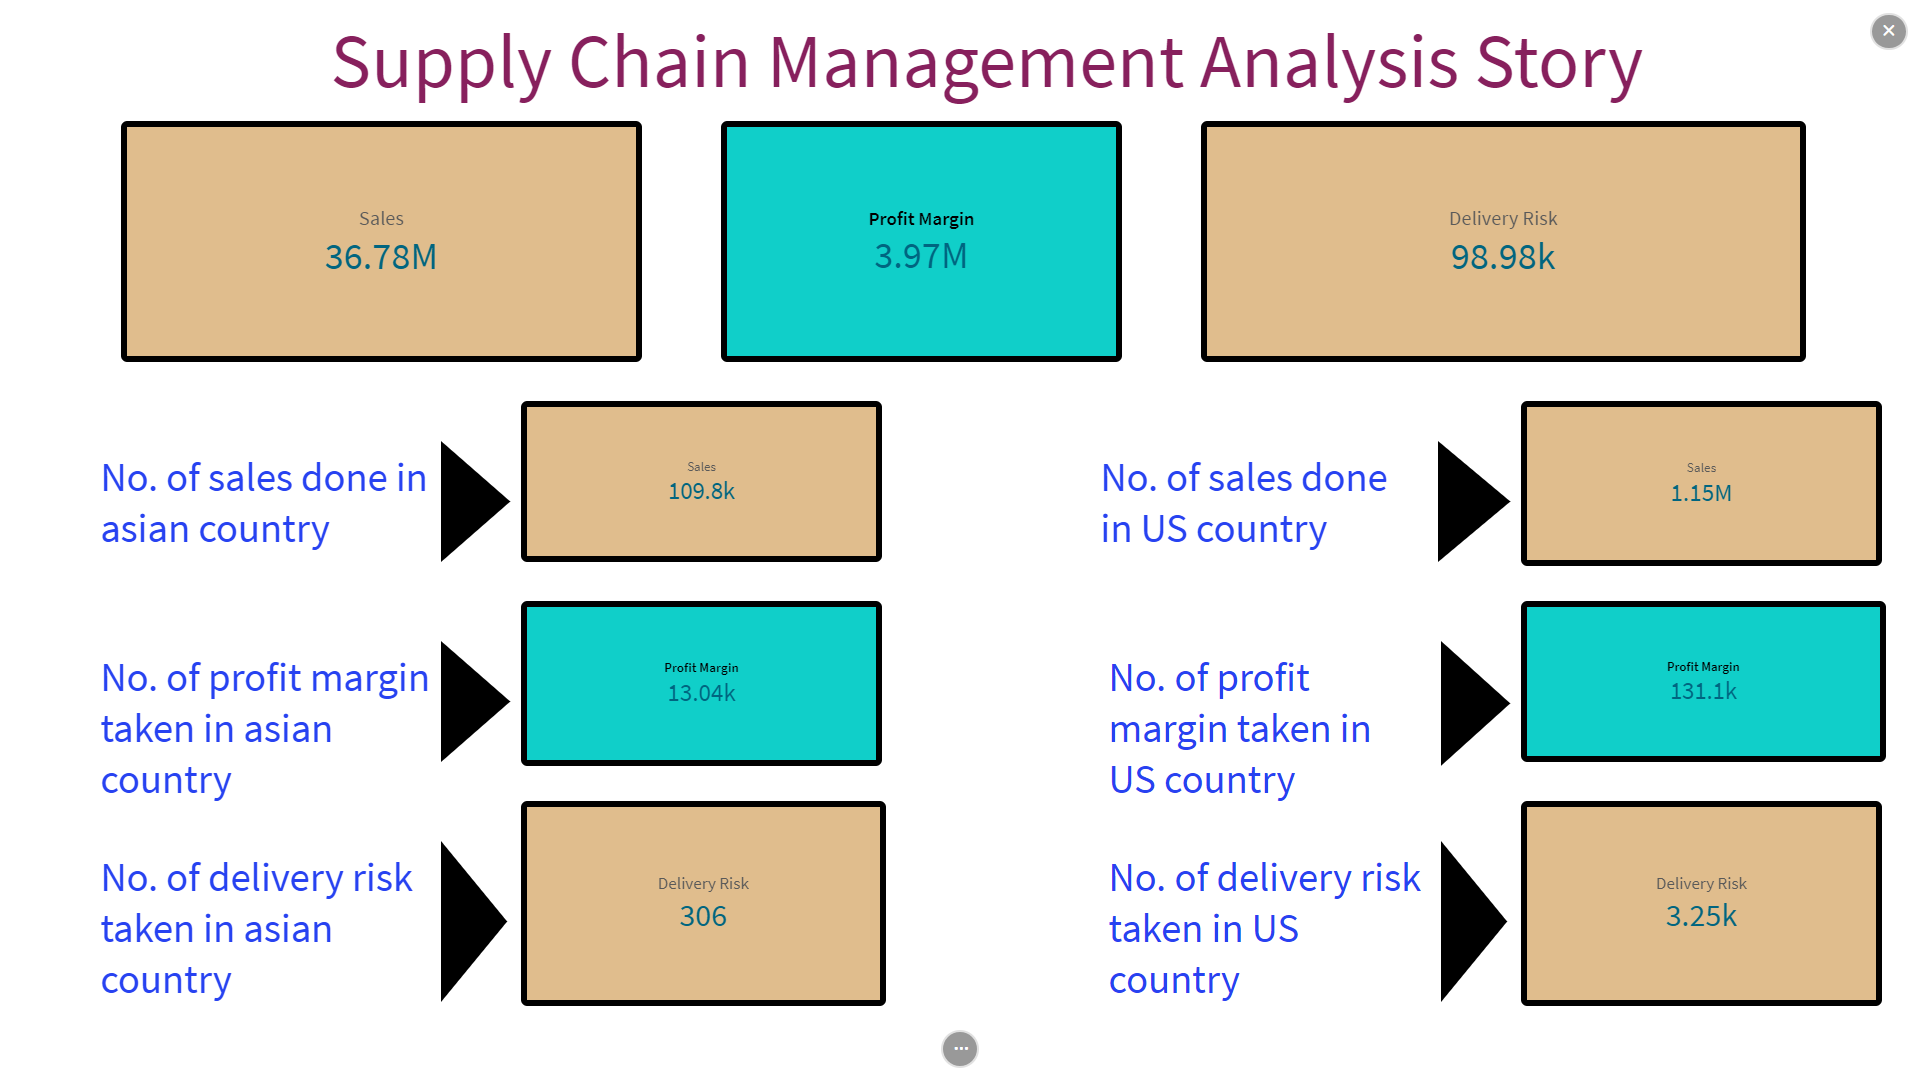 Supply Chain Management Analysis Story
Sales
36.78M
Profit Margin
3.97M
Delivery Risk
98.98k
No. of sales done in
asian country
Sales
109.8k
No. of sales done
in US country
Sales
1.15M
No. of profit margin
taken in asian
country
Profit Margin
13.04k
No. of profit
margin taken in
US country
Profit Margin
131.1k
No. of delivery risk
taken in asian
country
Delivery Risk
306
No. of delivery risk
taken in US
country
Delivery Risk
3.25k